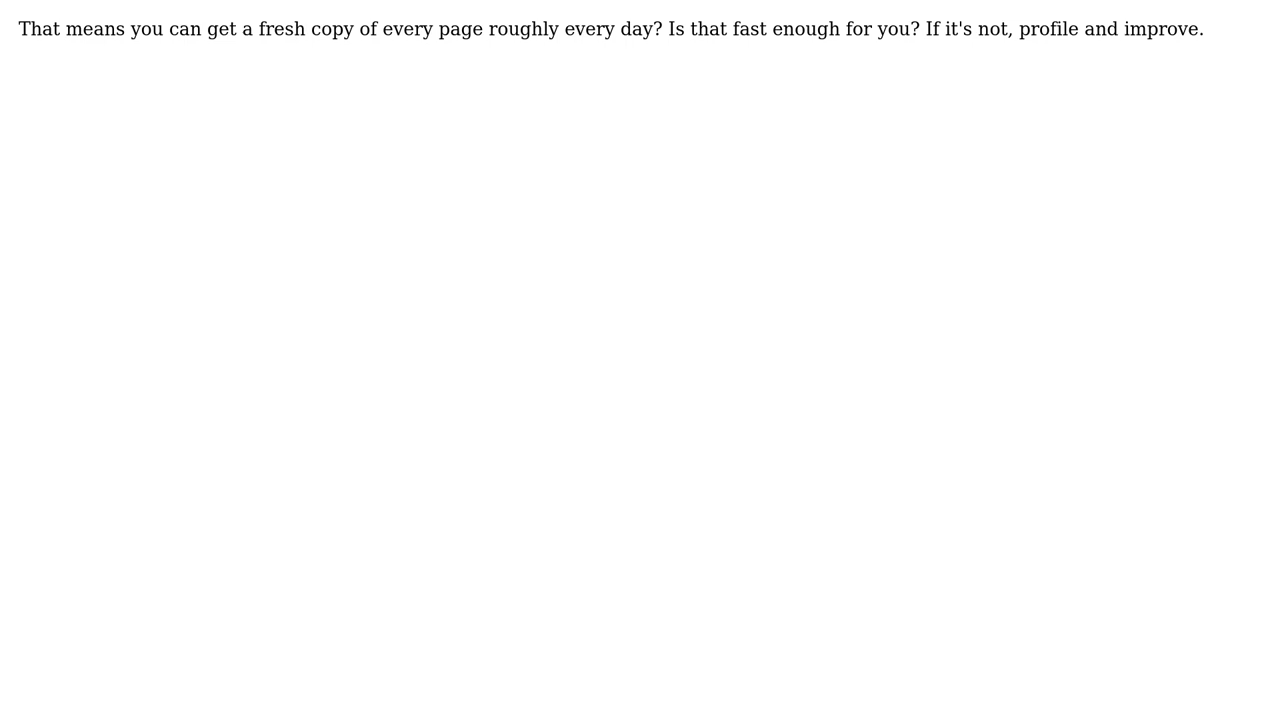 That means you can get a fresh copy of every page roughly every day? Is that fast enough for you? If it's not, profile and improve.